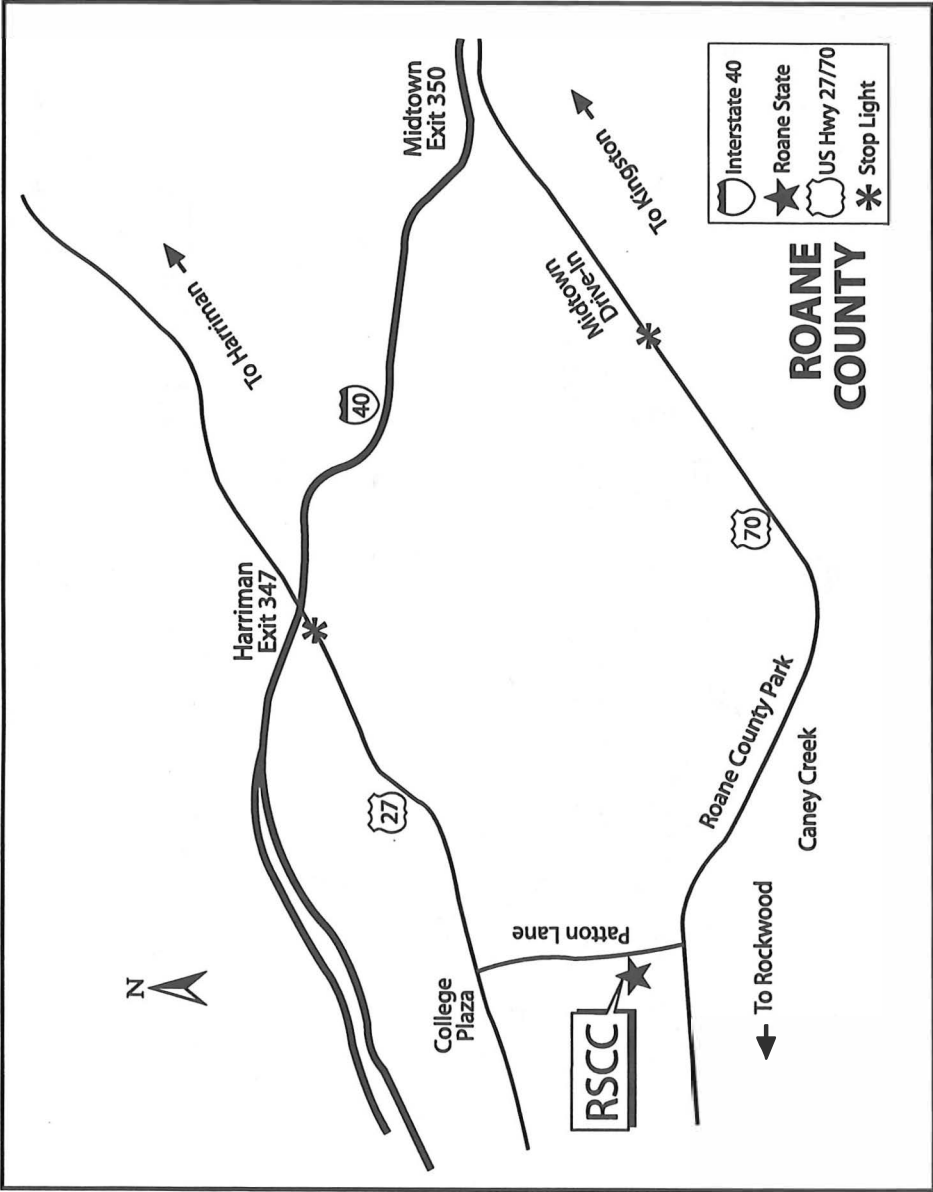 N
To Harriman
Midtown
Exit 350
Harriman
Exit 347
40
27
To Kingston
Midtown
Drive-In
College
Plaza
Patton Lane
RSCC
70
Roane County Park
Caney Creek
To Rockwood
ROANE
COUNTY
Interstate 40
Roane State
US Hwy 27/70
Stop Light